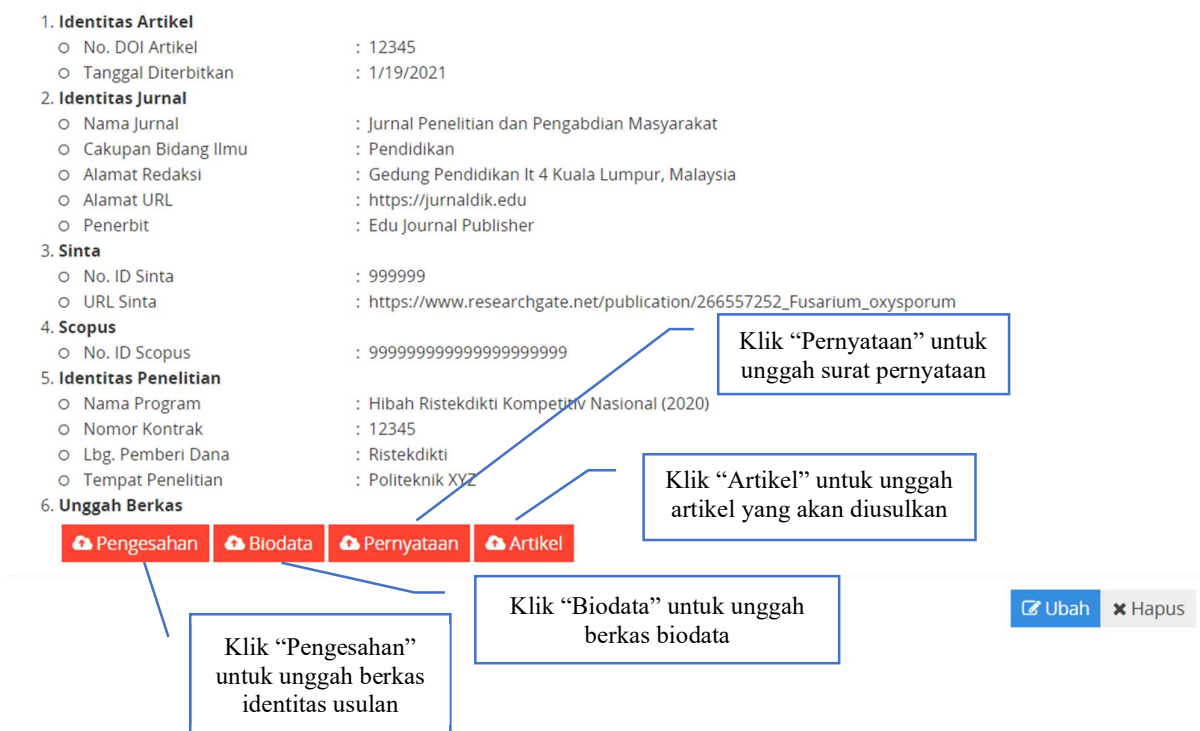 1. Identitas Artikel
○ No. DOI Artikel : 12345
○ Tanggal Diterbitkan : 1/19/2021
2. Identitas Jurnal
○ Nama Jurnal : Jurnal Penelitian dan Pengabdian Masyarakat
○ Cakupan Bidang Ilmu : Pendidikan
○ Alamat Redaksi : Gedung Pendidikan lt 4 Kuala Lumpur, Malaysia
○ Alamat URL : https://jurnaldik.edu
○ Penerbit : Edu Journal Publisher
3. Sinta
○ No. ID Sinta : 999999
○ URL Sinta : https://www.researchgate.net/publication/266557252_Fusarium_oxysporum
4. Scopus
○ No. ID Scopus : 999999999999999999999
5. Identitas Penelitian
○ Nama Program : Hibah Ristekdikti Kompetitiv Nasional (2020)
○ Nomor Kontrak : 12345
○ Lbg. Pemberi Dana : Ristekdikti
○ Tempat Penelitian : Politeknik XYZ
6. Unggah Berkas
Pengesahan Biodata Pernyataan Artikel
Klik “Pernyataan” untuk
unggah surat pernyataan
Klik “Artikel” untuk unggah
artikel yang akan diusulkan
Klik “Biodata” untuk unggah
berkas biodata
Klik “Pengesahan”
untuk unggah berkas
identitas usulan
Ubah Hapus